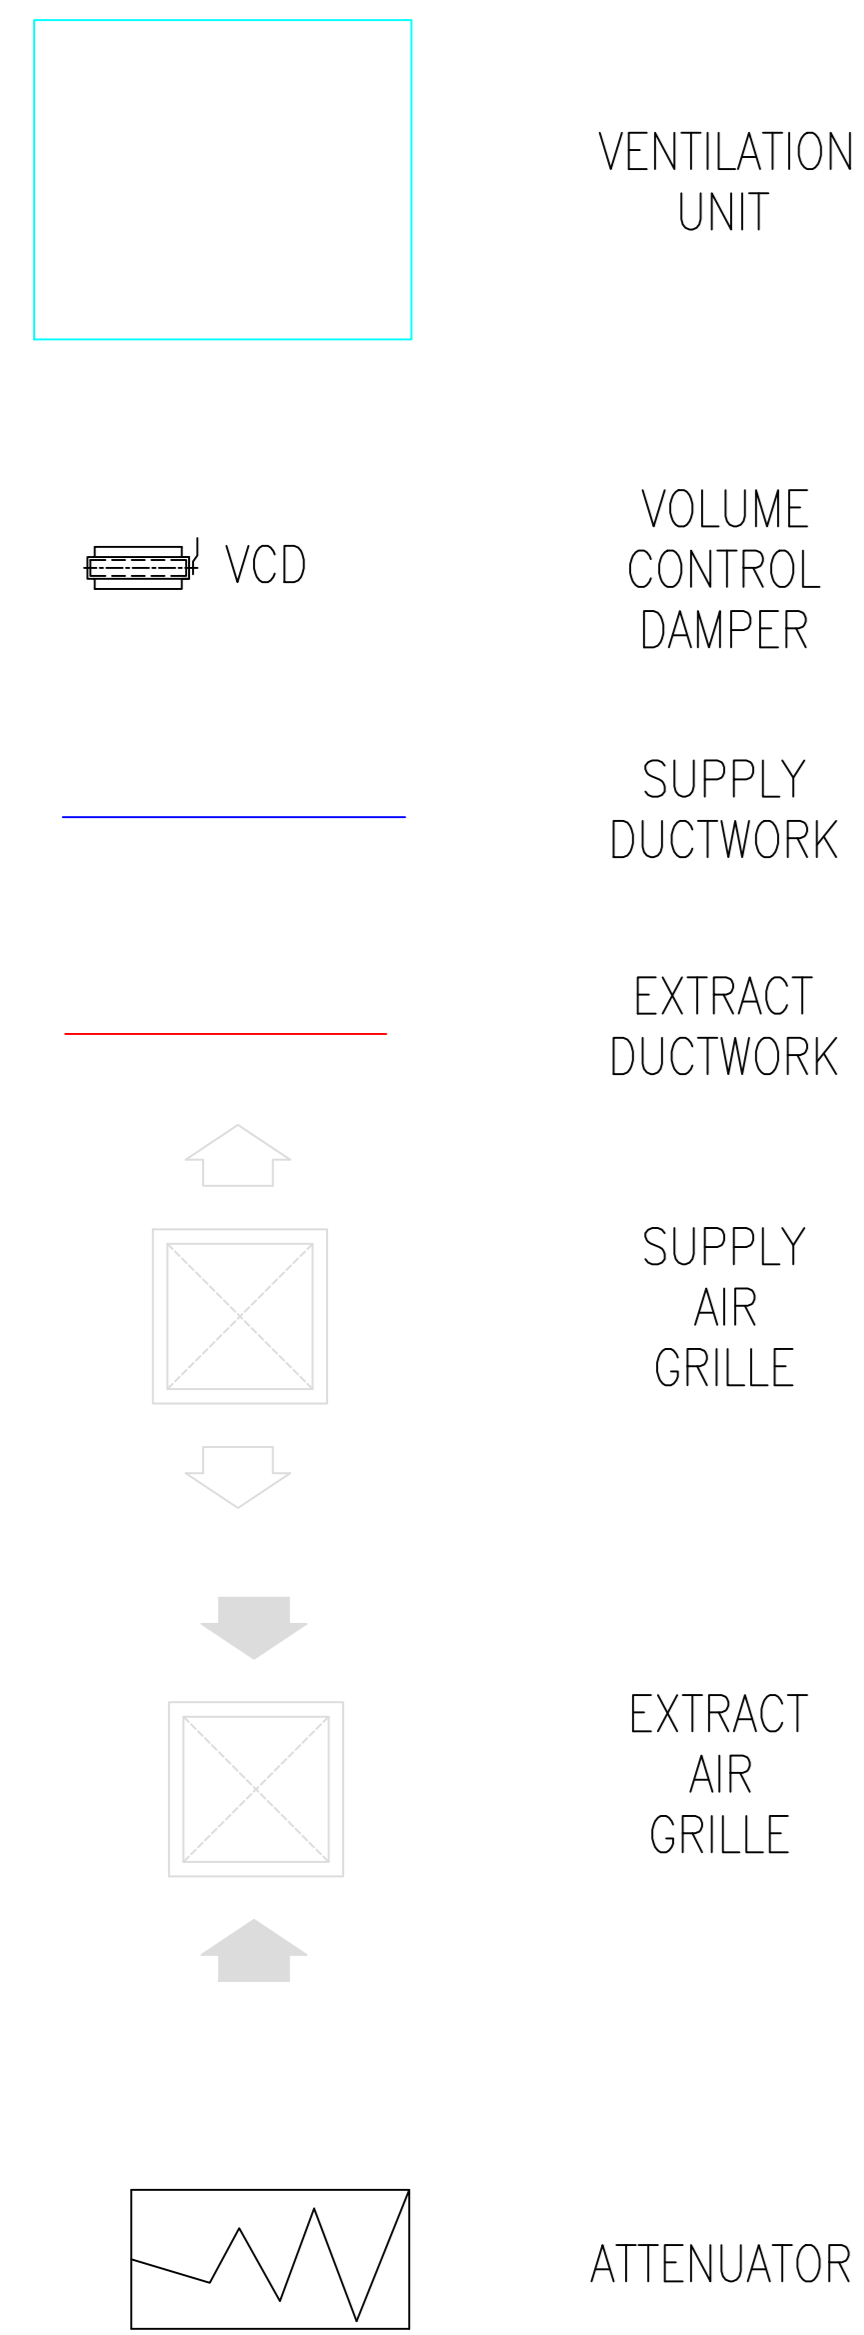 VENTILATION
UNIT
VCD
VOLUME
CONTROL
DAMPER
SUPPLY
DUCTWORK
EXTRACT
DUCTWORK
SUPPLY
AIR
GRILLE
EXTRACT
AIR
GRILLE
ATTENUATOR